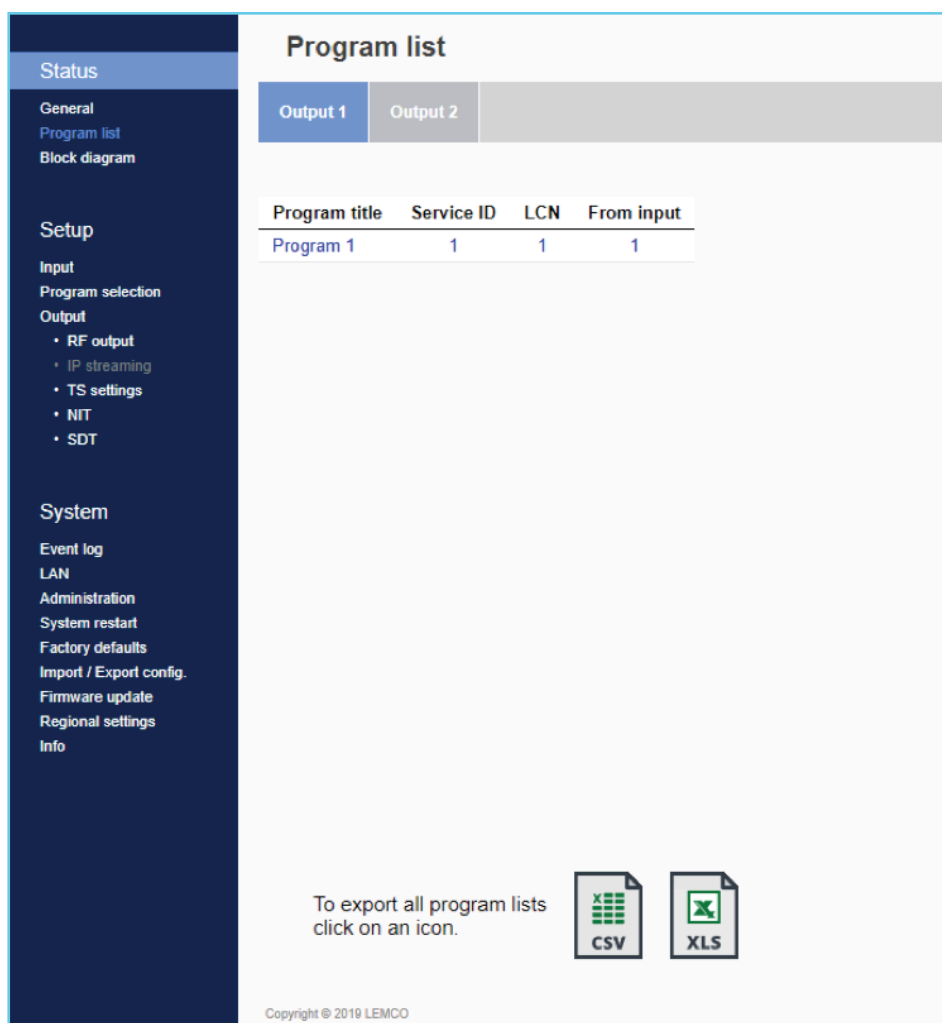 Status
General
Program list
Block diagram
Setup
Input
Program selection
Output
• RF output
• IP streaming
• TS settings
• NIT
• SDT
System
Event log
LAN
Administration
System restart
Factory defaults
Import / Export config.
Firmware update
Regional settings
Info
Program list
Output 1 Output 2
Program title Service ID LCN From input
Program 1 1 1 1
To export all program lists
click on an icon.
X
CSV
X
XLS
Copyright © 2019 LEMCO